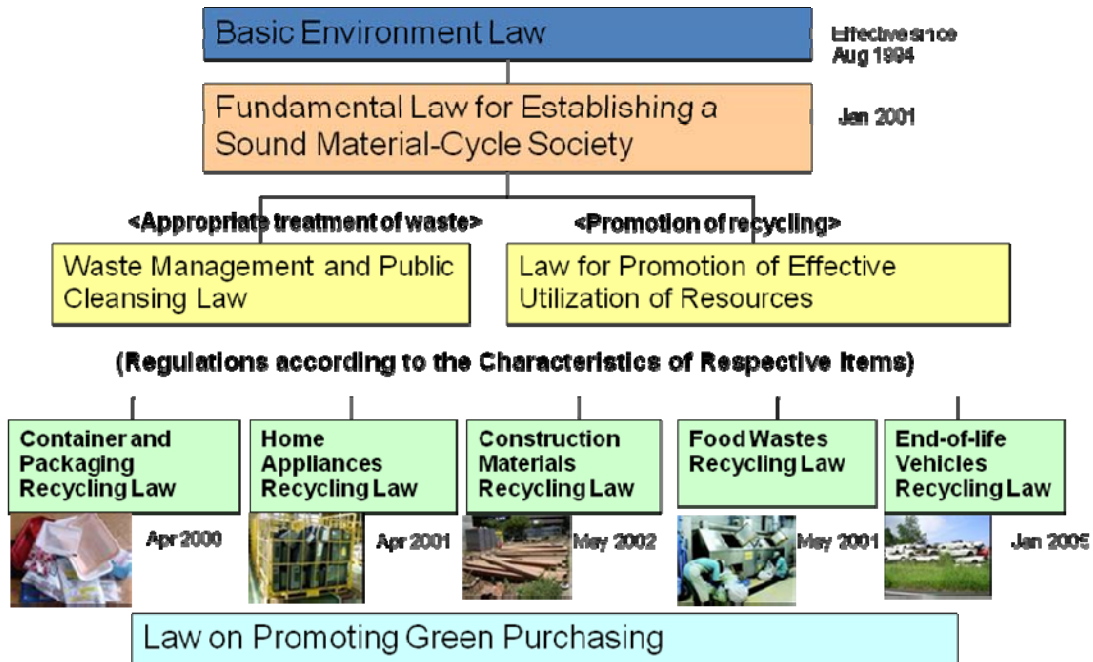 Basic Environment Law
Effective since
Aug 1994
Fundamental Law for Establishing a
Sound Material-Cycle Society
Jan 2001
<Appropriate treatment of waste>
<Promotion of recycling>
Waste Management and Public
Cleansing Law
Law for Promotion of Effective
Utilization of Resources
(Regulations according to the Characteristics of Respective Items)
Container and
Packaging
Recycling Law
Apr 2000
Home
Appliances
Recycling Law
Apr 2001
Construction
Materials
Recycling Law
May 2002
Food Wastes
Recycling Law
May 2001
End-of-life
Vehicles
Recycling Law
Jan 2005
Law on Promoting Green Purchasing